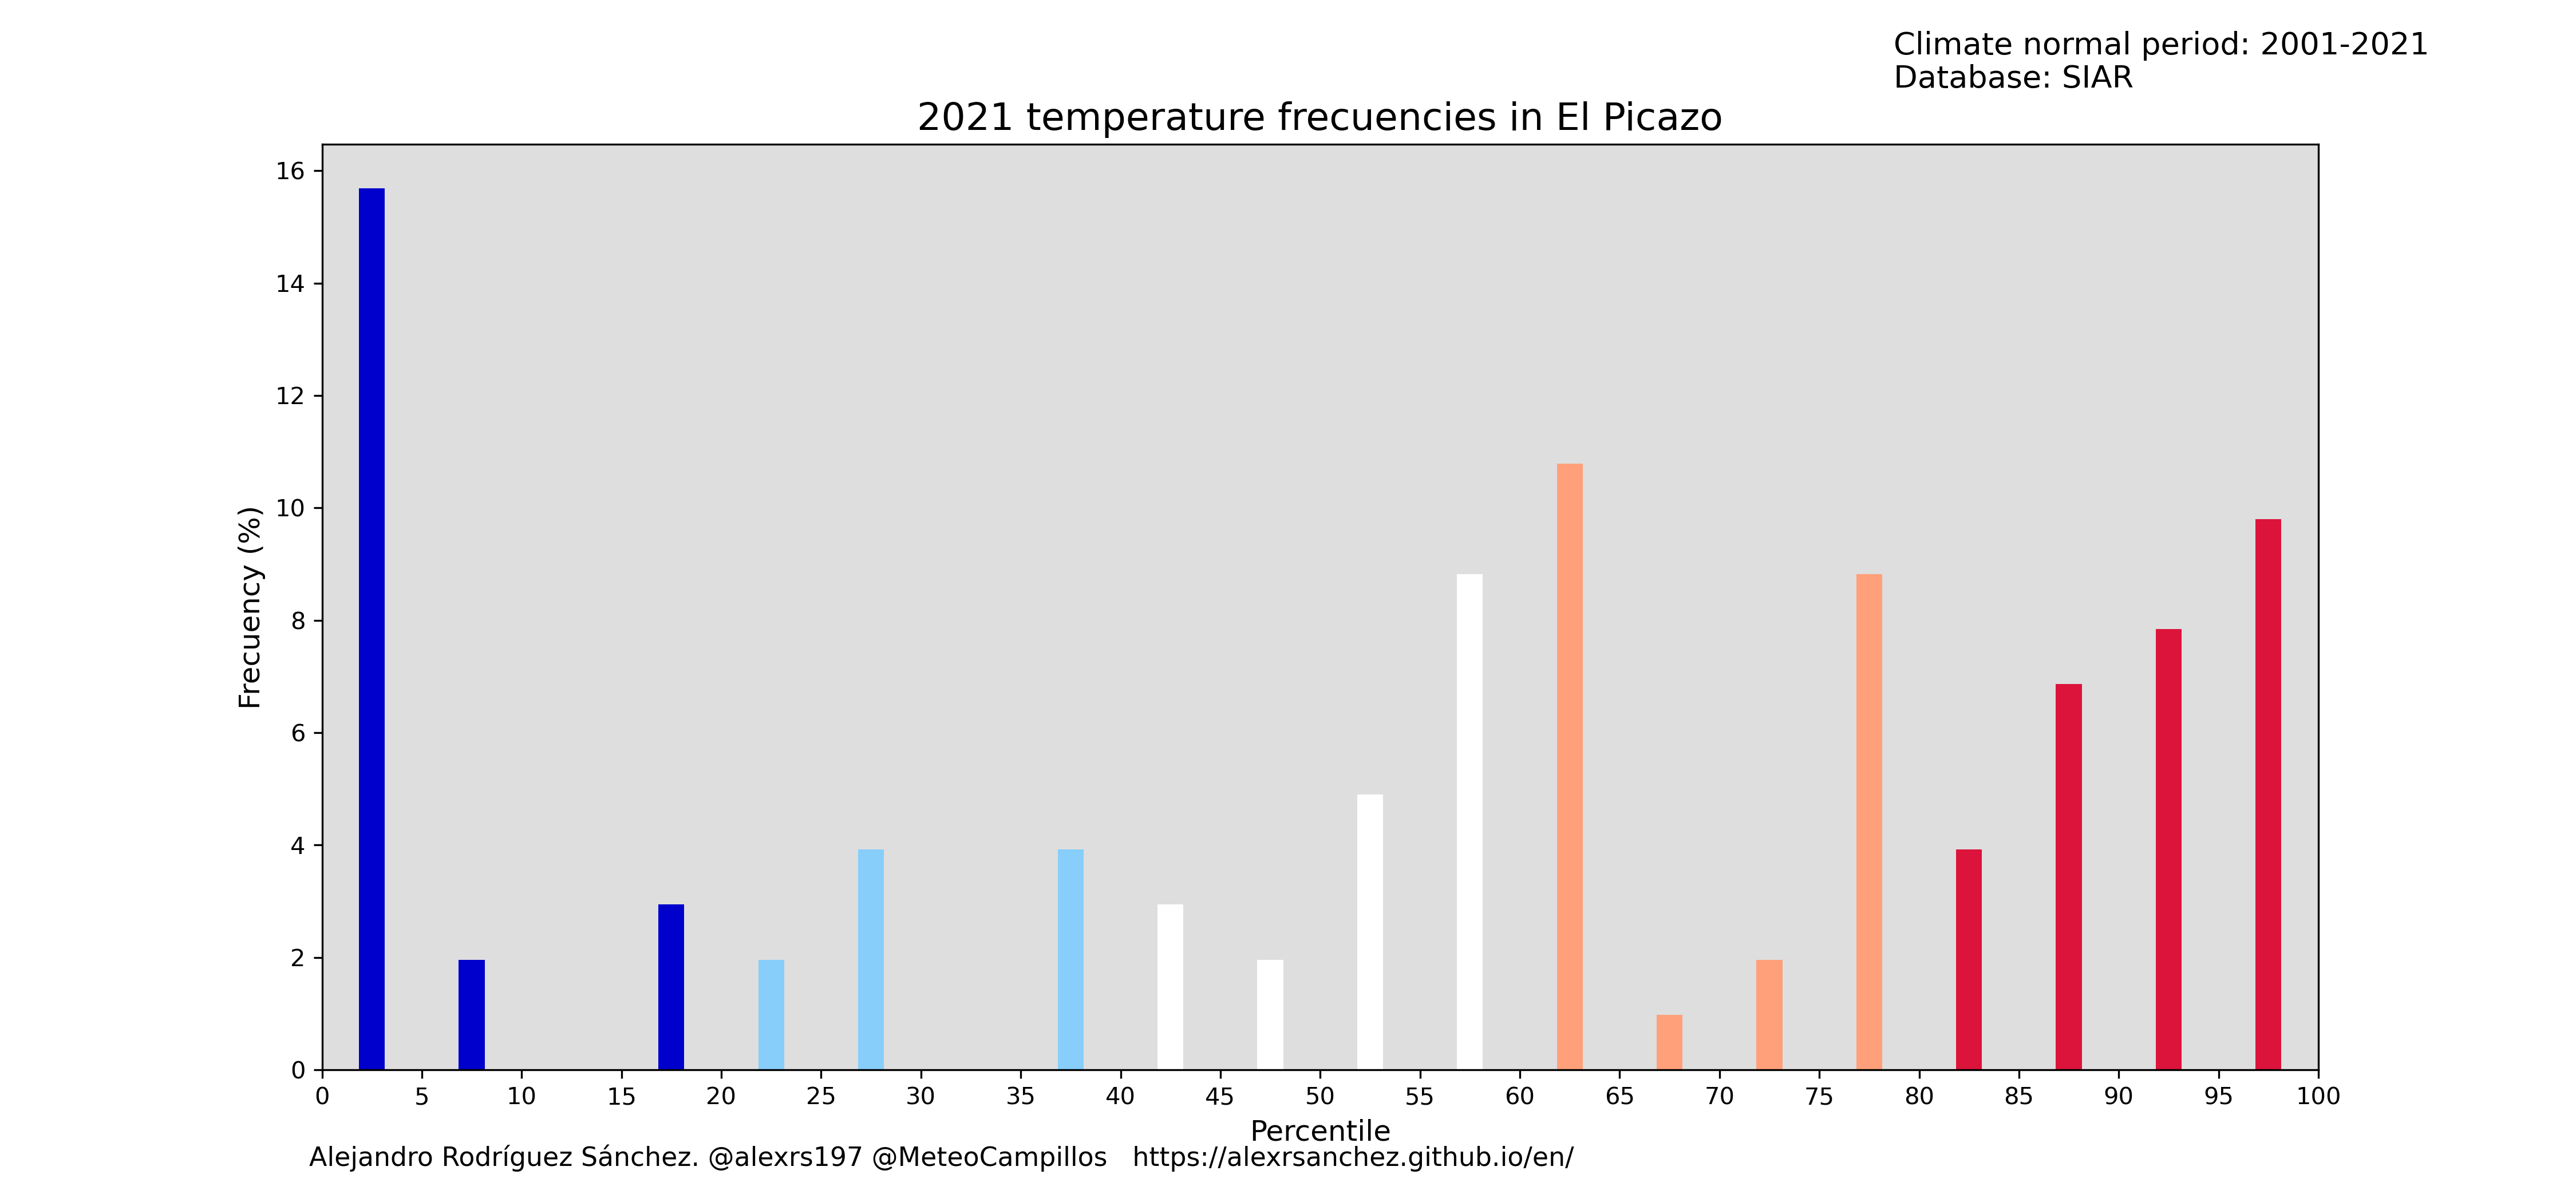 Climate normal period: 2001-2021
Database: SIAR
2021 temperature frecuencies in El Picazo
16
14
12
10
8
6
4
2
0
Frecuency (%)
0 5 10 15 20 25 30 35 40 45 50 55 60 65 70 75 80 85 90 95 100
Percentile
Alejandro Rodríguez Sánchez. @alexrs197 @MeteoCampillos https://alexrsanchez.github.io/en/